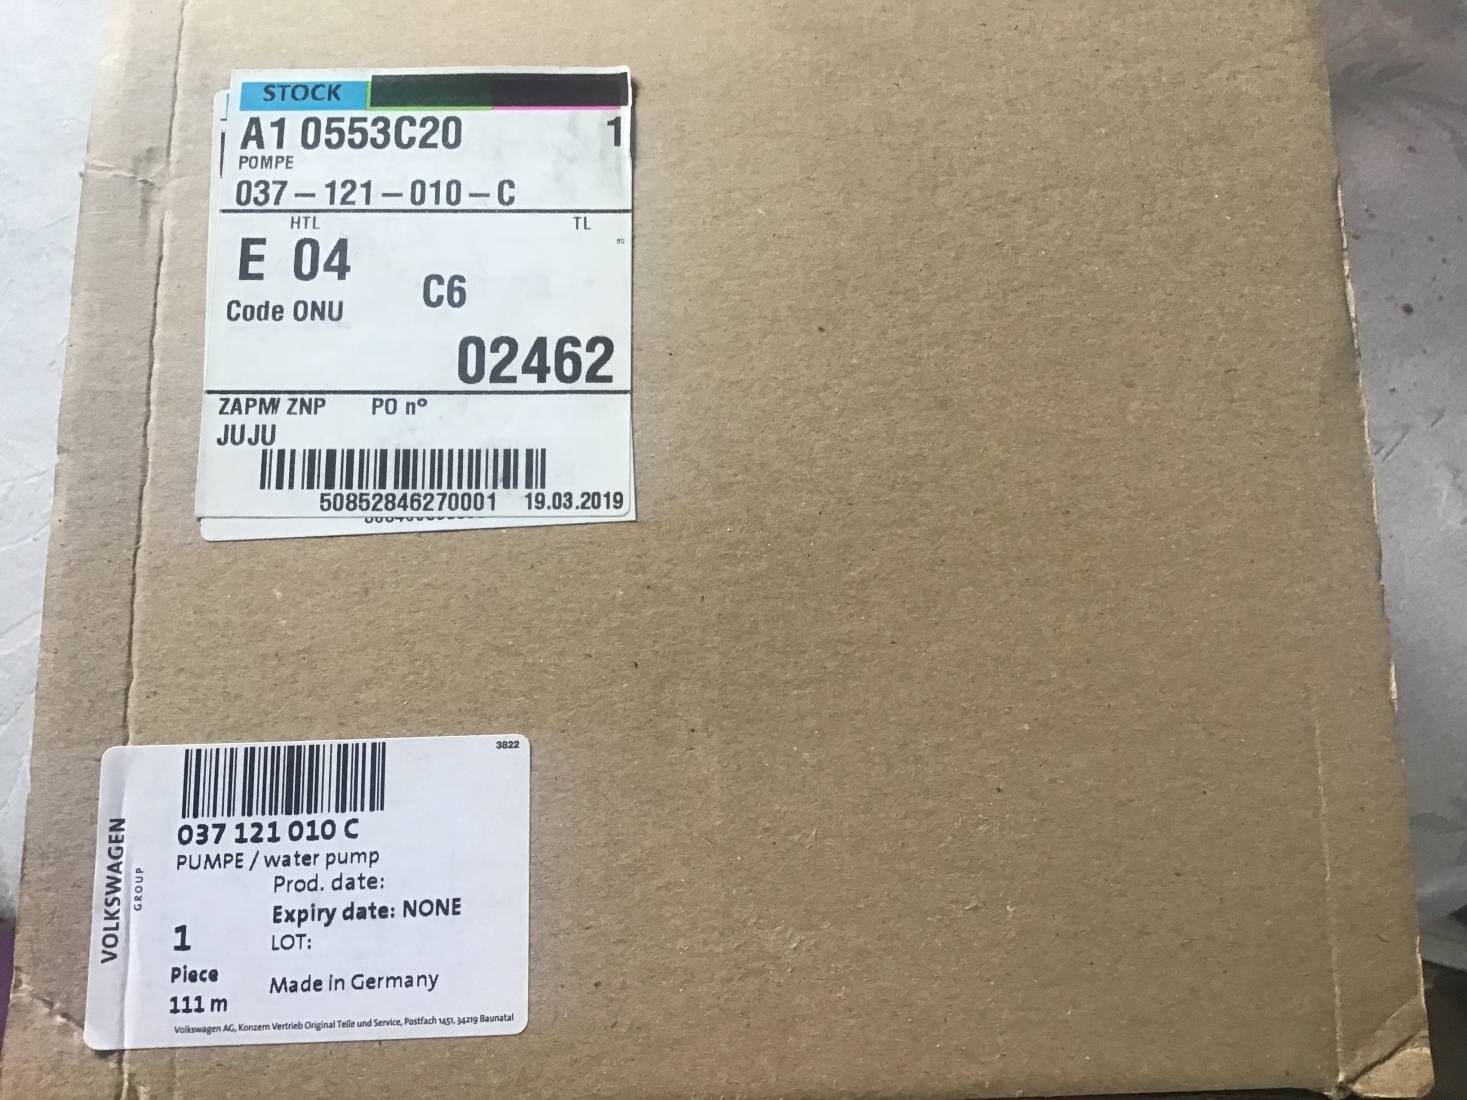 STOCK
A1 0553C20 1
POMPE
037-121-010-C
HTL TL
E 04
C6
Code ONU
02462
ZAPM/ ZNP PO n°
JUJU
50852846270001 19.03.2019
3822
037 121 010 C
PUMPE / water pump
Prod. date:
Expiry date: NONE
1 LOT:
Piece
Made in Germany
111 m
Volkswagen AG, Konzern Vertrieb Original Teile und Service, Postfach 1451, 34219 Baunatal
VOLKSWAGEN
GROUP